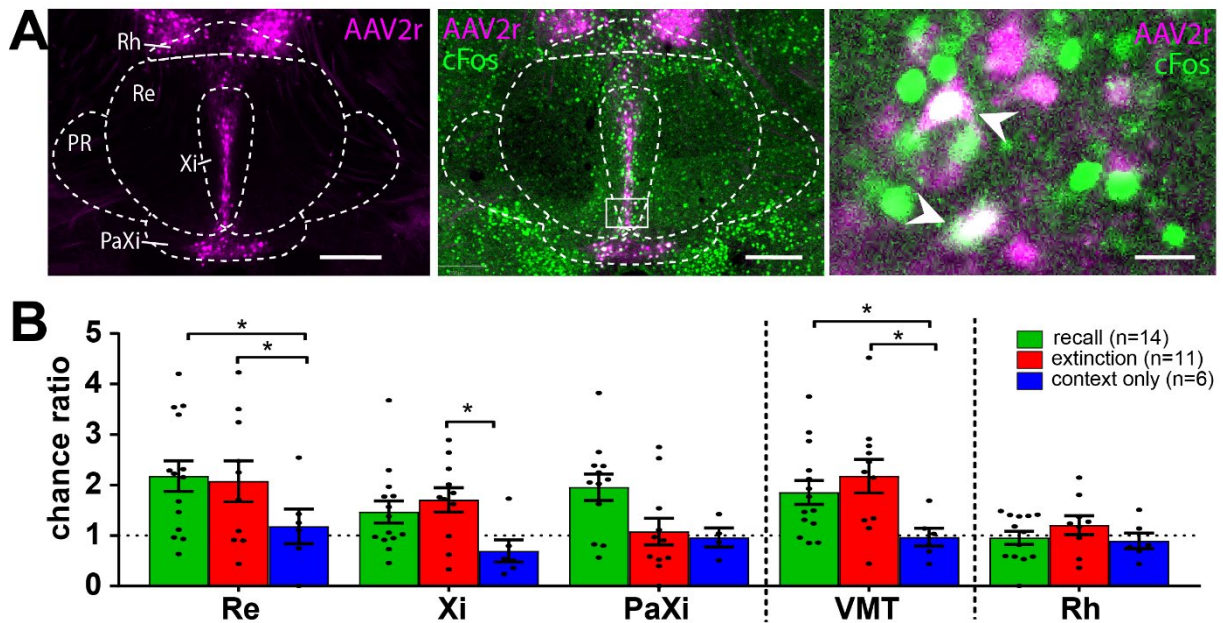 A
AAV2r
Rh
Re
PR
Xi
PaXi
AAV2r
cFos
AAV2r
cFos
B
chance ratio
5
4
3
2
1
0
* * * * *
recall (n=14)
extinction (n=11)
context only (n=6)
Re Xi PaXi VMT Rh